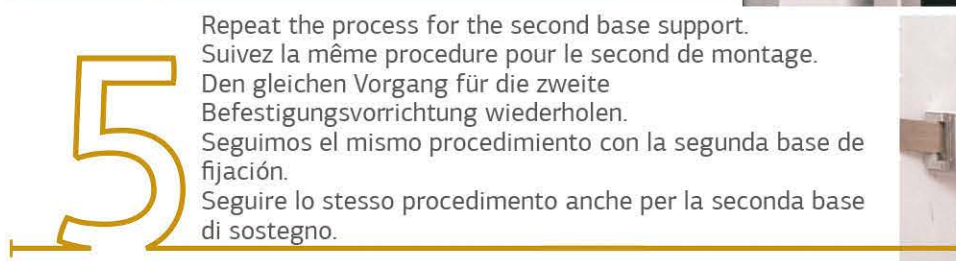 5
Repeat the process for the second base support.
Suivez la même procedure pour le second de montage.
Den gleichen Vorgang für die zweite
Befestigungsvorrichtung wiederholen.
Seguimos el mismo procedimiento con la segunda base de
fijación.
Seguire lo stesso procedimento anche per la seconda base
di sostegno.